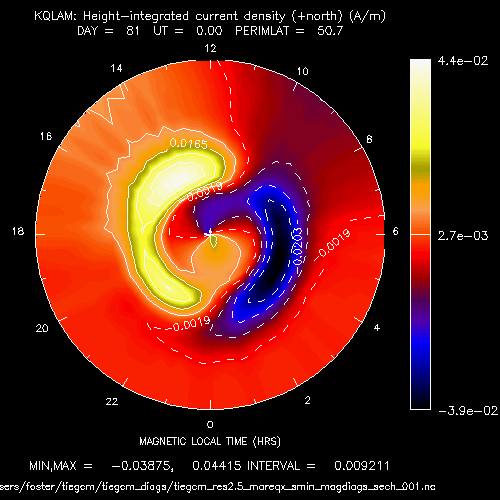 KQLAM: Height-integrated current density (+north) (A/m)
DAY = 81 UT = 0.00 PERIMLAT = 50.7
12
14
10
4.4e-02
16
8
0.0165
-0.0019
18
6
2.7e-03
-0.0203
-0.0019
-0.0019
20
4
22
2
-3.9e-02
0
MAGNETIC LOCAL TIME (HRS)
MIN,MAX = -0.03875, 0.04415 INTERVAL = 0.009211
sers/foster/tiegcm/tiegcm_diags/tiegcm_res2.5_mareqx_smin_magdiags_sech_001.nc